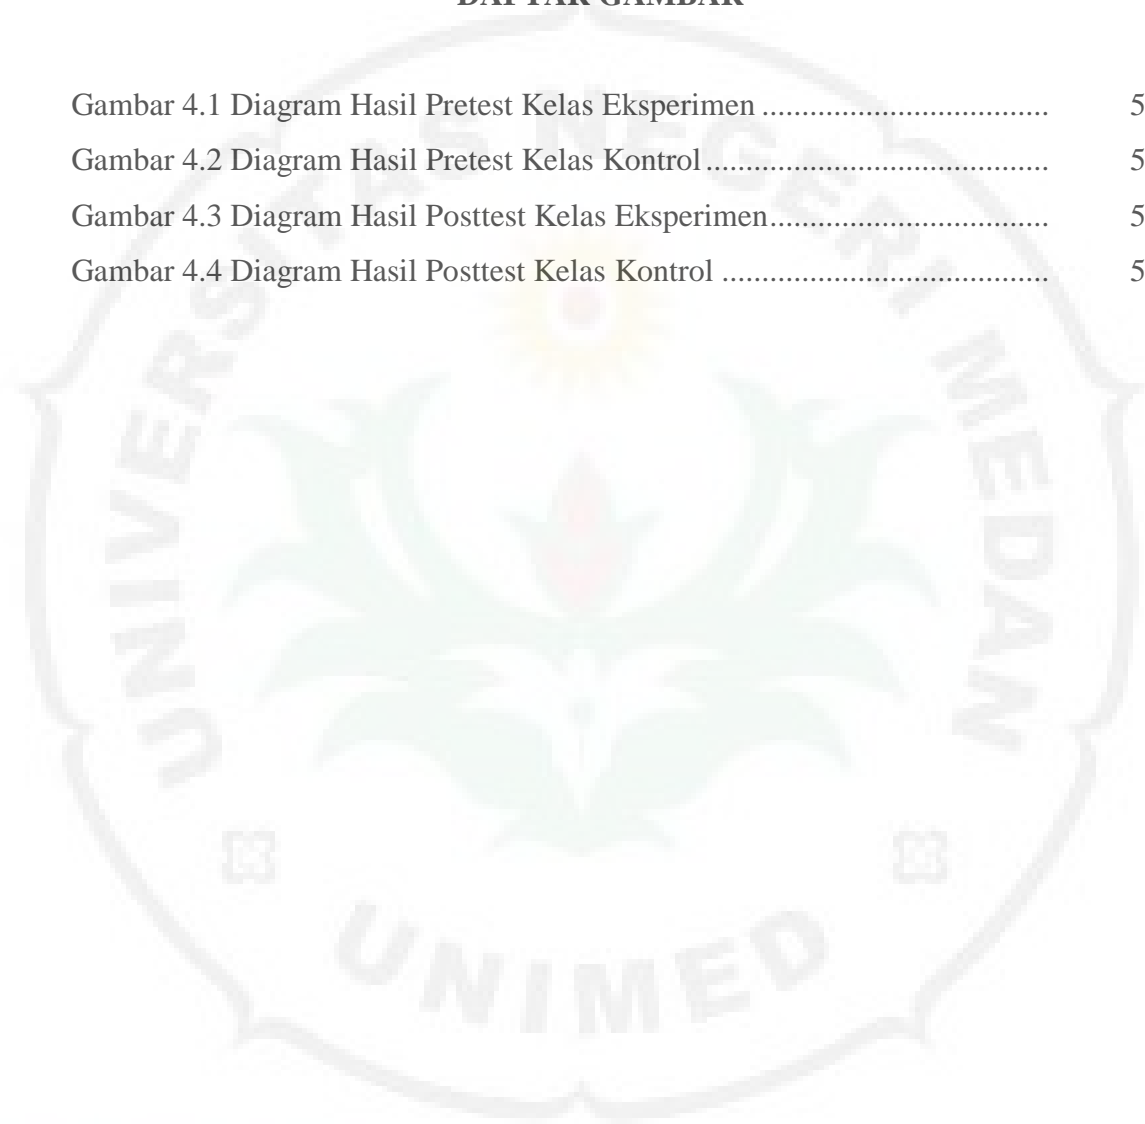 DAFTAR GAMBAR
Gambar 4.1 Diagram Hasil Pretest Kelas Eksperimen .................................... 5
Gambar 4.2 Diagram Hasil Pretest Kelas Kontrol ........................................... 5
Gambar 4.3 Diagram Hasil Posttest Kelas Eksperimen................................... 5
Gambar 4.4 Diagram Hasil Posttest Kelas Kontrol ......................................... 5
UNIVERSITAS NEGERI MEDAN
UNIMED